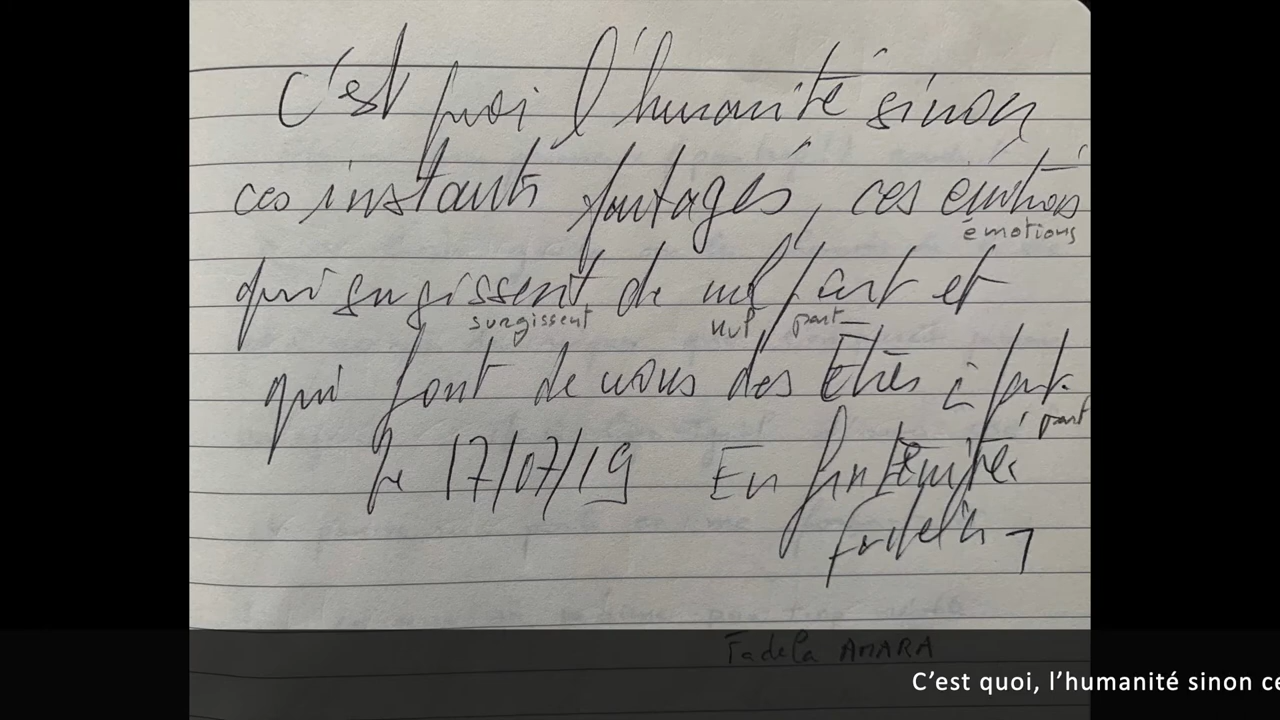 C'est quoi l'humanité sinon
ces instants partagés, ces émotions
émotions
qui surgissent de nul part et
surgissent nul part
qui font de nous des Êtres à part.
à part
le 17/07/19 En fraternité.
Fadela
Fadela AMARA
C'est quoi, l'humanité sinon ce